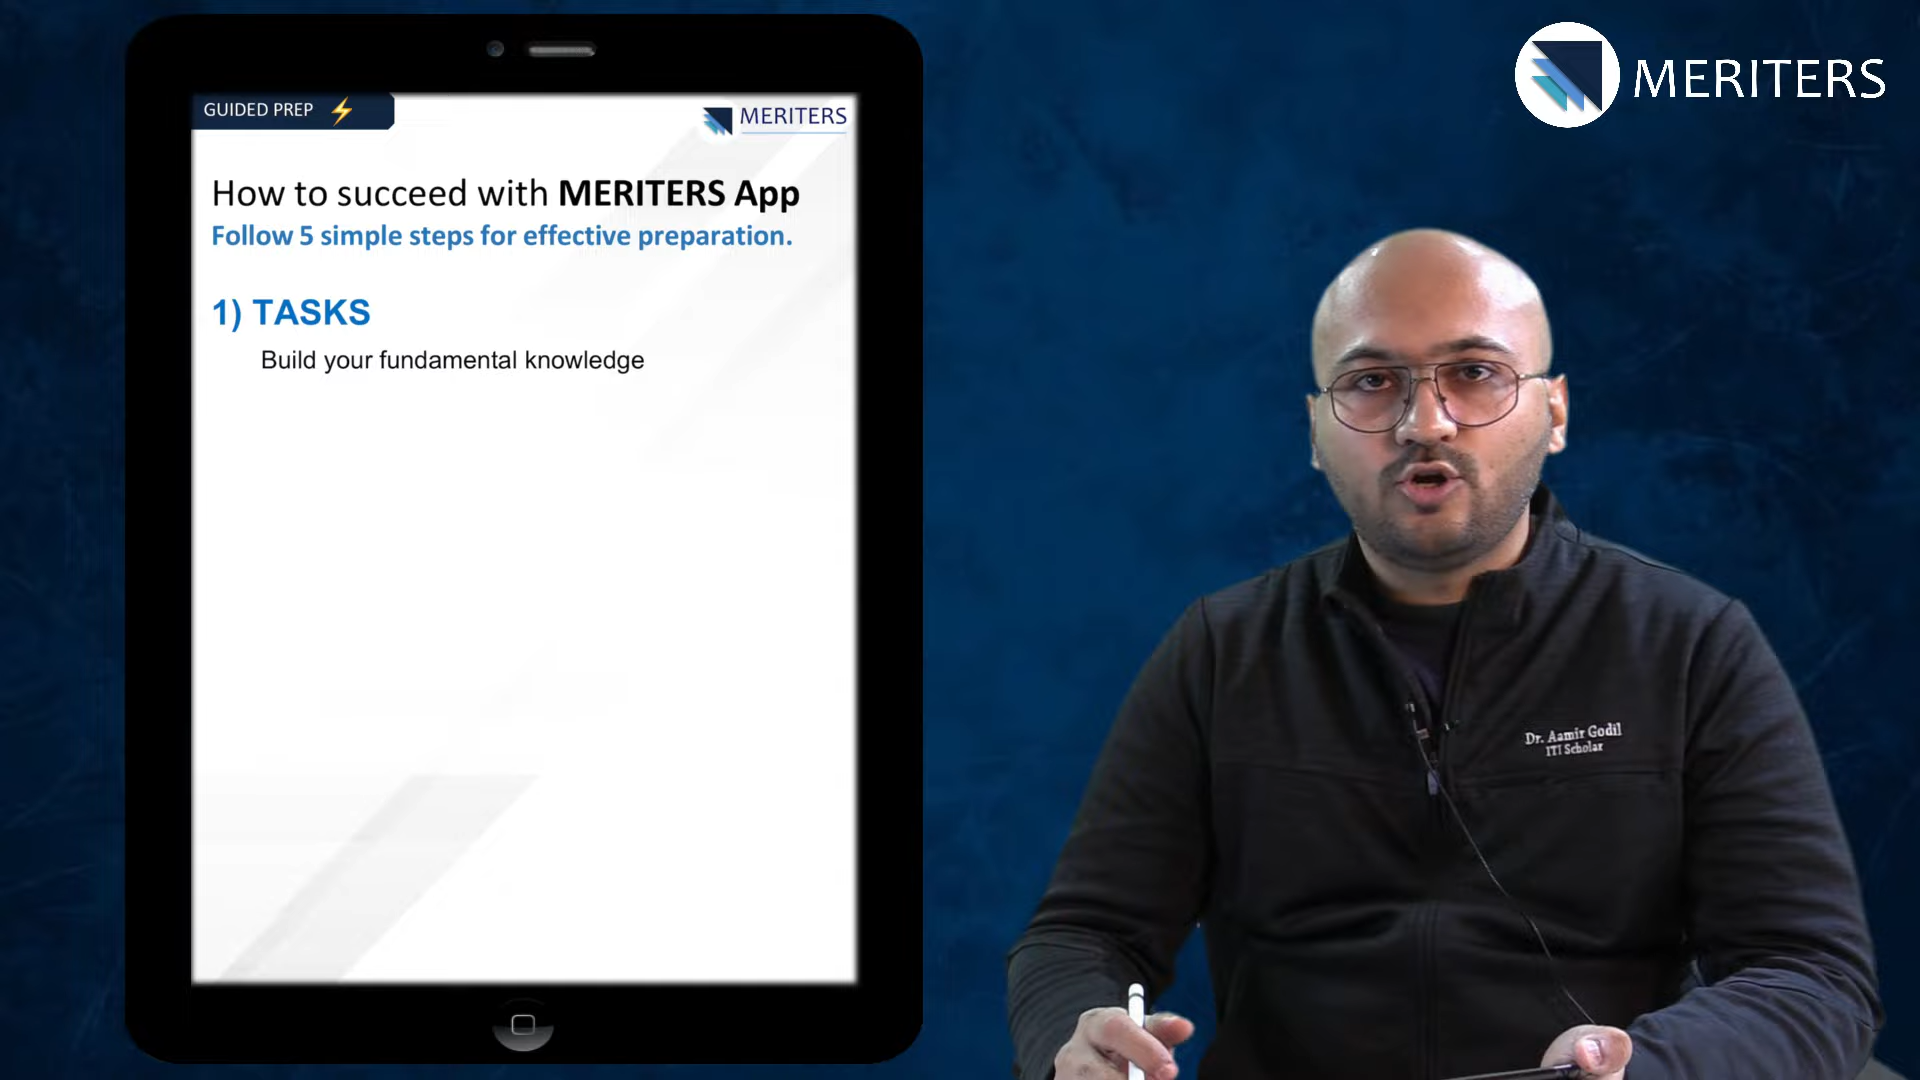 GUIDED PREP
MERITERS
How to succeed with MERITERS App
Follow 5 simple steps for effective preparation.
1) TASKS
Build your fundamental knowledge
MERITERS
Dr. Aamir Godil
ITI Scholar